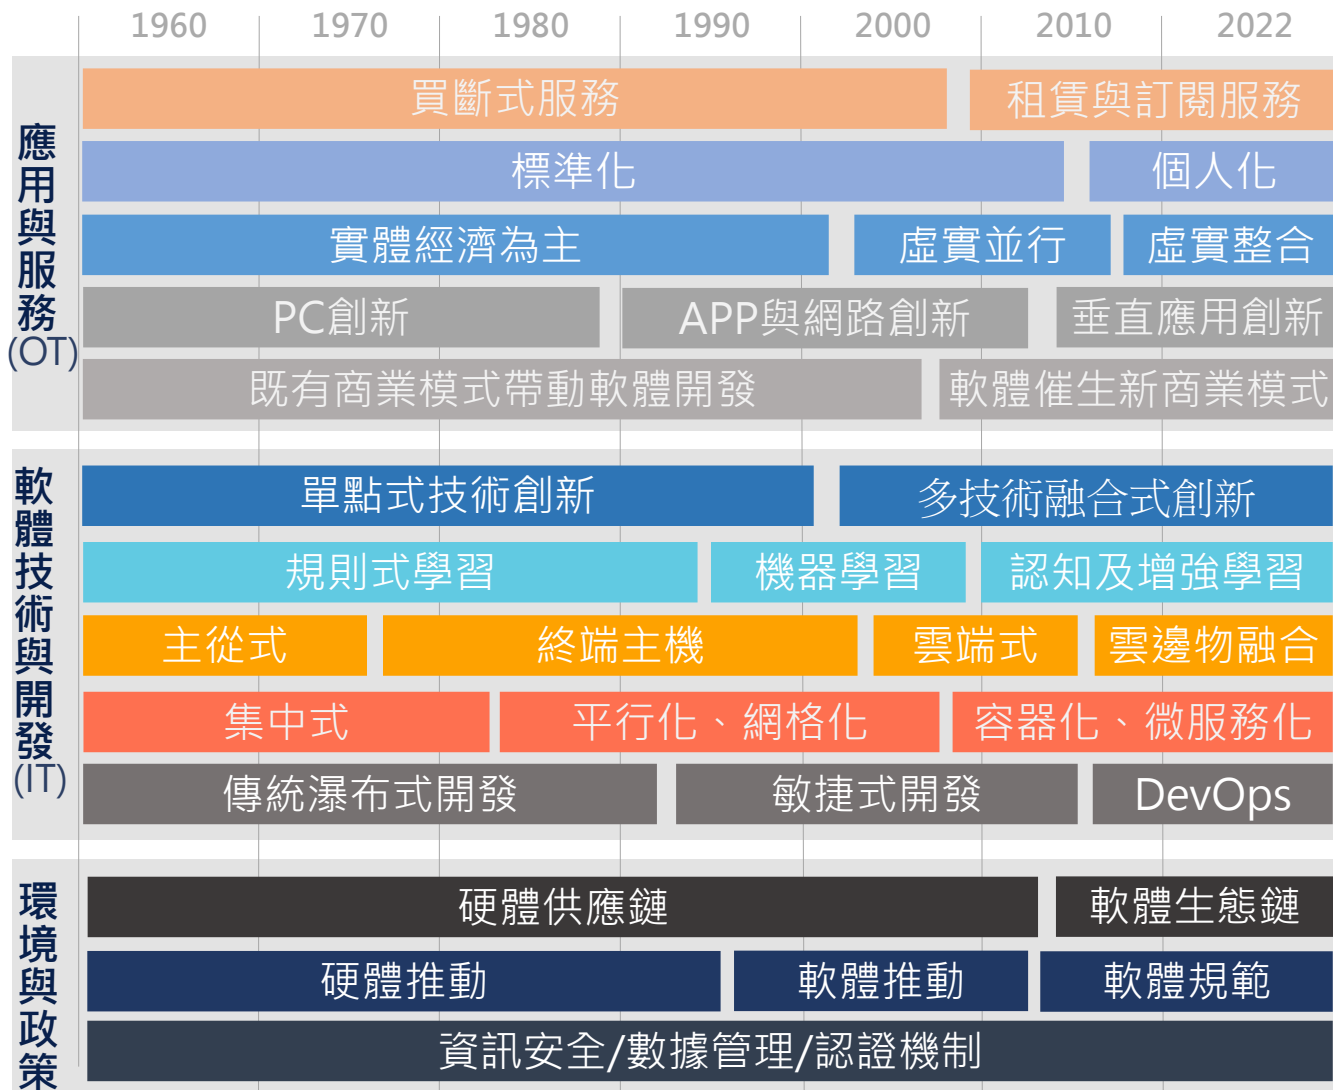 1960 1970 1980 1990 2000 2010 2022
應用與服務
(OT)
買斷式服務 租賃與訂閱服務
標準化 個人化
實體經濟為主 虛實並行 虛實整合
PC創新 APP與網路創新 垂直應用創新
既有商業模式帶動軟體開發 軟體催生新商業模式
軟體技術與開發
(IT)
單點式技術創新 多技術融合式創新
規則式學習 機器學習 認知及增強學習
主從式 終端主機 雲端式 雲邊物融合
集中式 平行化、網格化 容器化、微服務化
傳統瀑布式開發 敏捷式開發 DevOps
環境與政策
硬體供應鏈 軟體生態鏈
硬體推動 軟體推動 軟體規範
資訊安全/數據管理/認證機制